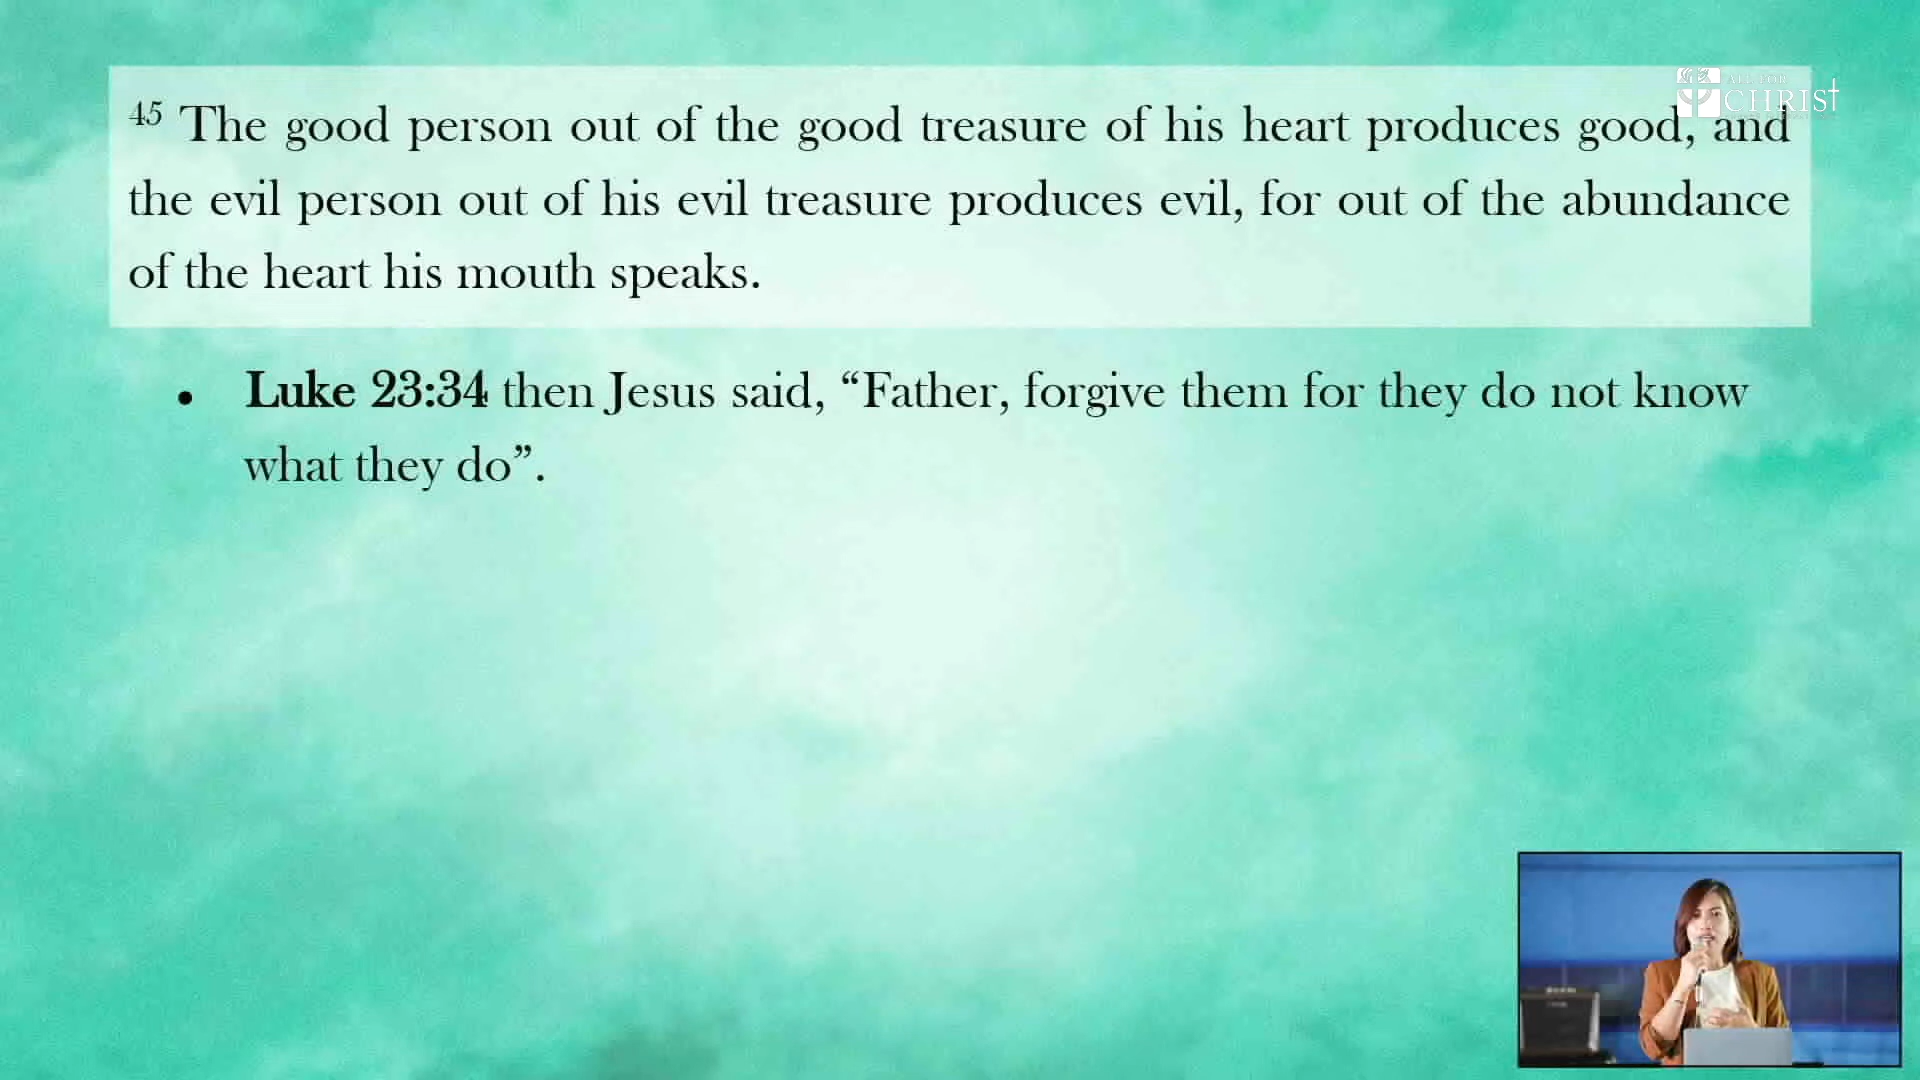 ALL FOR
CHRIST
45 The good person out of the good treasure of his heart produces good, and
the evil person out of his evil treasure produces evil, for out of the abundance
of the heart his mouth speaks.
• Luke 23:34 then Jesus said, “Father, forgive them for they do not know
what they do”.